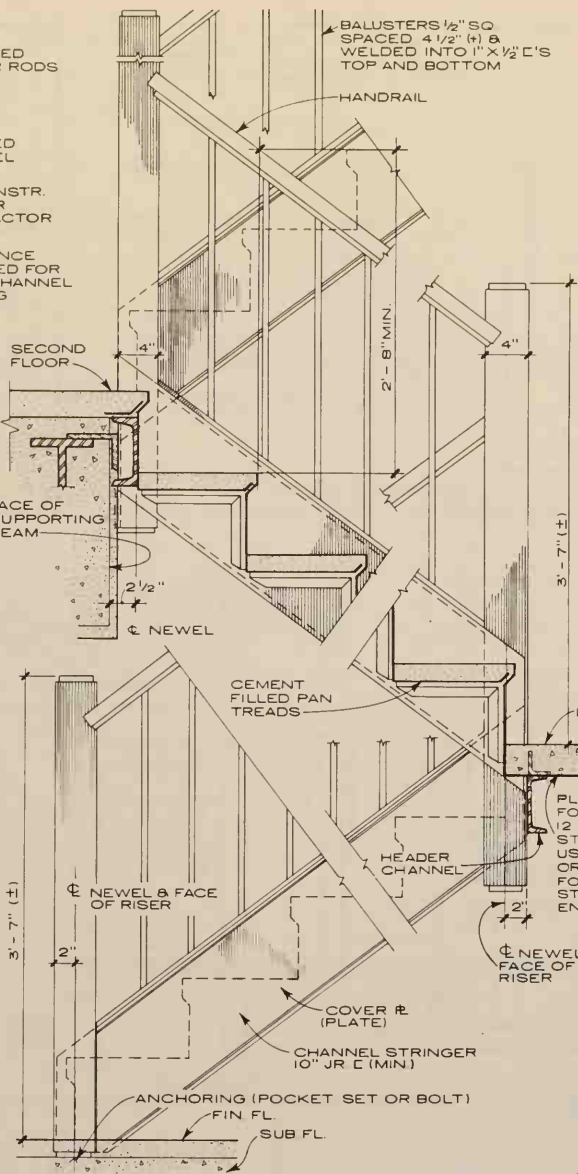 ED
RODS
ED
EL
NSTR.
R
ACTOR
NCE
ED FOR
HANNEL
G
BALUSTERS 1/2" SQ
SPACED 4 1/2" (±) &
WELDED INTO 1" X 1/2" ⊏'S
TOP AND BOTTOM
HANDRAIL
SECOND
FLOOR
4"
2'-8" MIN.
4"
3'-7" (±)
ACE OF
UPPORTING
EAM
2 1/2"
℄ NEWEL
CEMENT
FILLED PAN
TREADS
HEADER
CHANNEL
PL
FO
12
ST
US
OR
FO
ST
EN
2"
℄ NEWEL
FACE OF
RISER
3'-7" (±)
℄ NEWEL & FACE
OF RISER
2"
COVER ⅊
(PLATE)
CHANNEL STRINGER
10" JR ⊏ (MIN.)
ANCHORING (POCKET SET OR BOLT)
FIN. FL.
SUB FL.